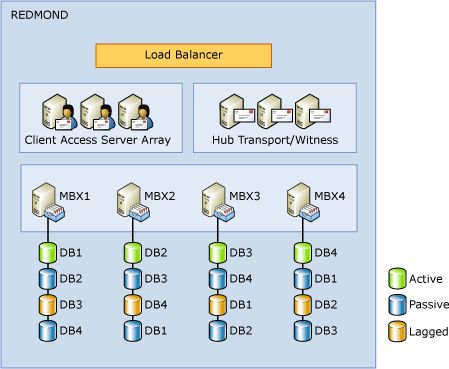 REDMOND
Load Balancer
Client Access Server Array
Hub Transport/Witness
MBX1 MBX2 MBX3 MBX4
DB1 DB2 DB3 DB4
DB2 DB3 DB4 DB1
DB3 DB4 DB1 DB2
DB4 DB1 DB2 DB3
Active
Passive
Lagged